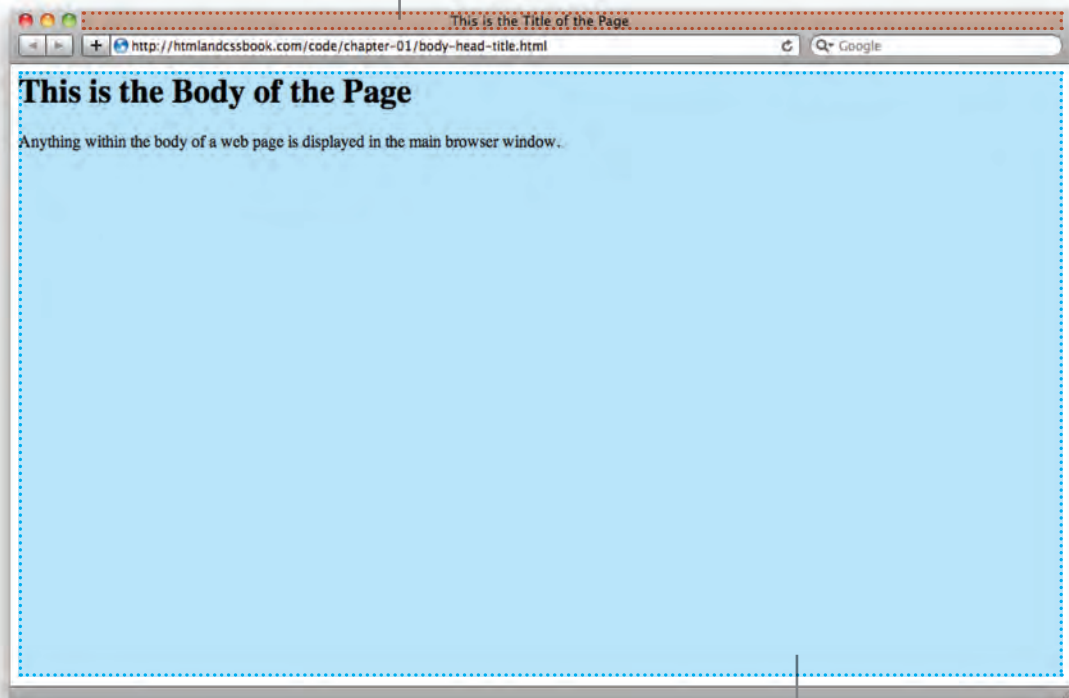 This is the Title of the Page
http://htmlandcssbook.com/code/chapter-01/body-head-title.html
Google
This is the Body of the Page
Anything within the body of a web page is displayed in the main browser window.